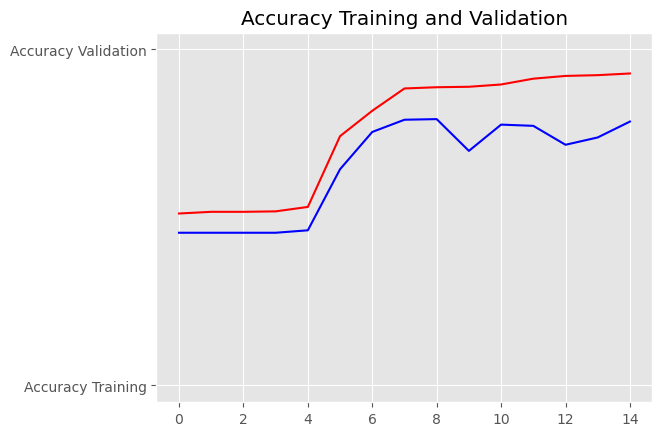 Accuracy Training and Validation
Accuracy Validation
Accuracy Training
0 2 4 6 8 10 12 14